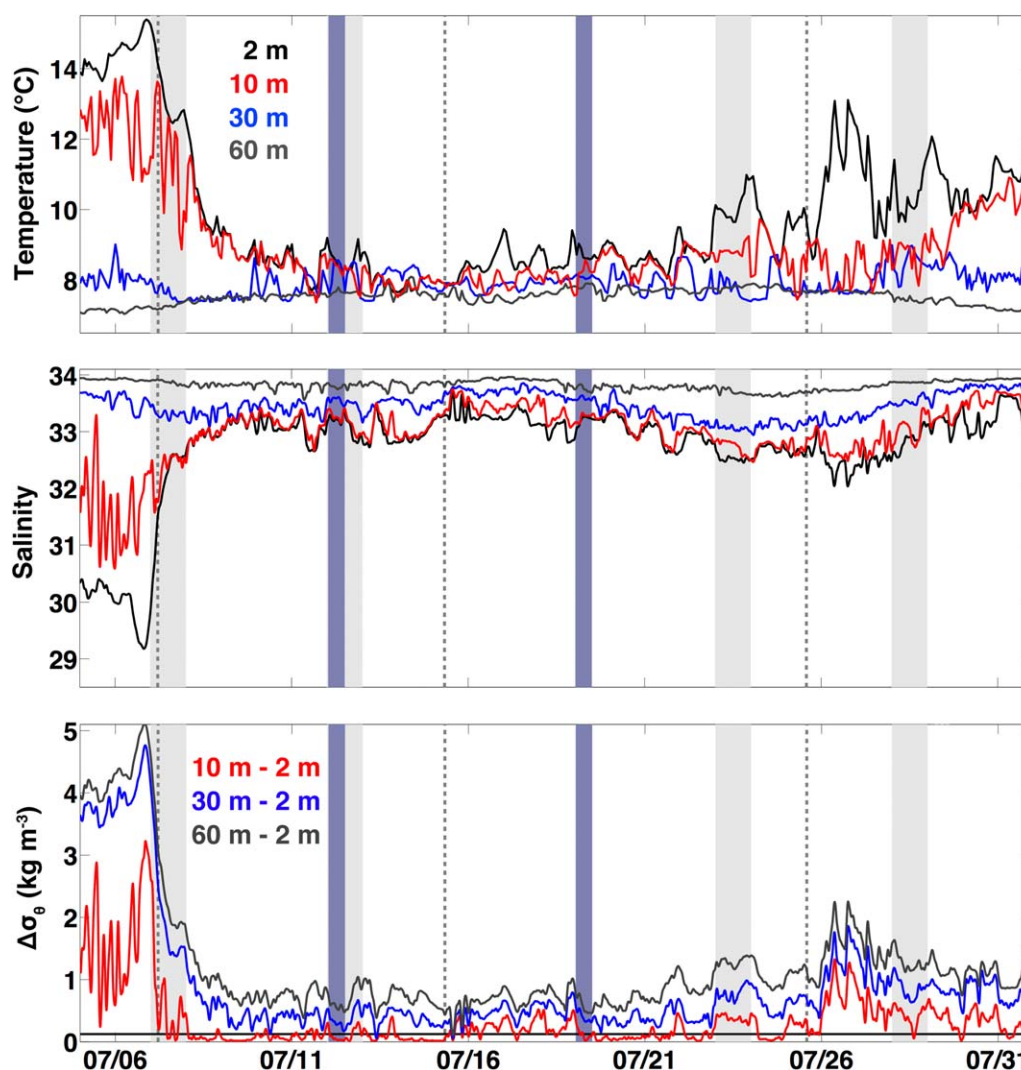 Temperature (°C)
14
12
10
8
2 m
10 m
30 m
60 m
Salinity
34
33
32
31
30
29
Δσθ (kg m⁻³)
5
4
3
2
1
0
10 m - 2 m
30 m - 2 m
60 m - 2 m
07/06 07/11 07/16 07/21 07/26 07/31